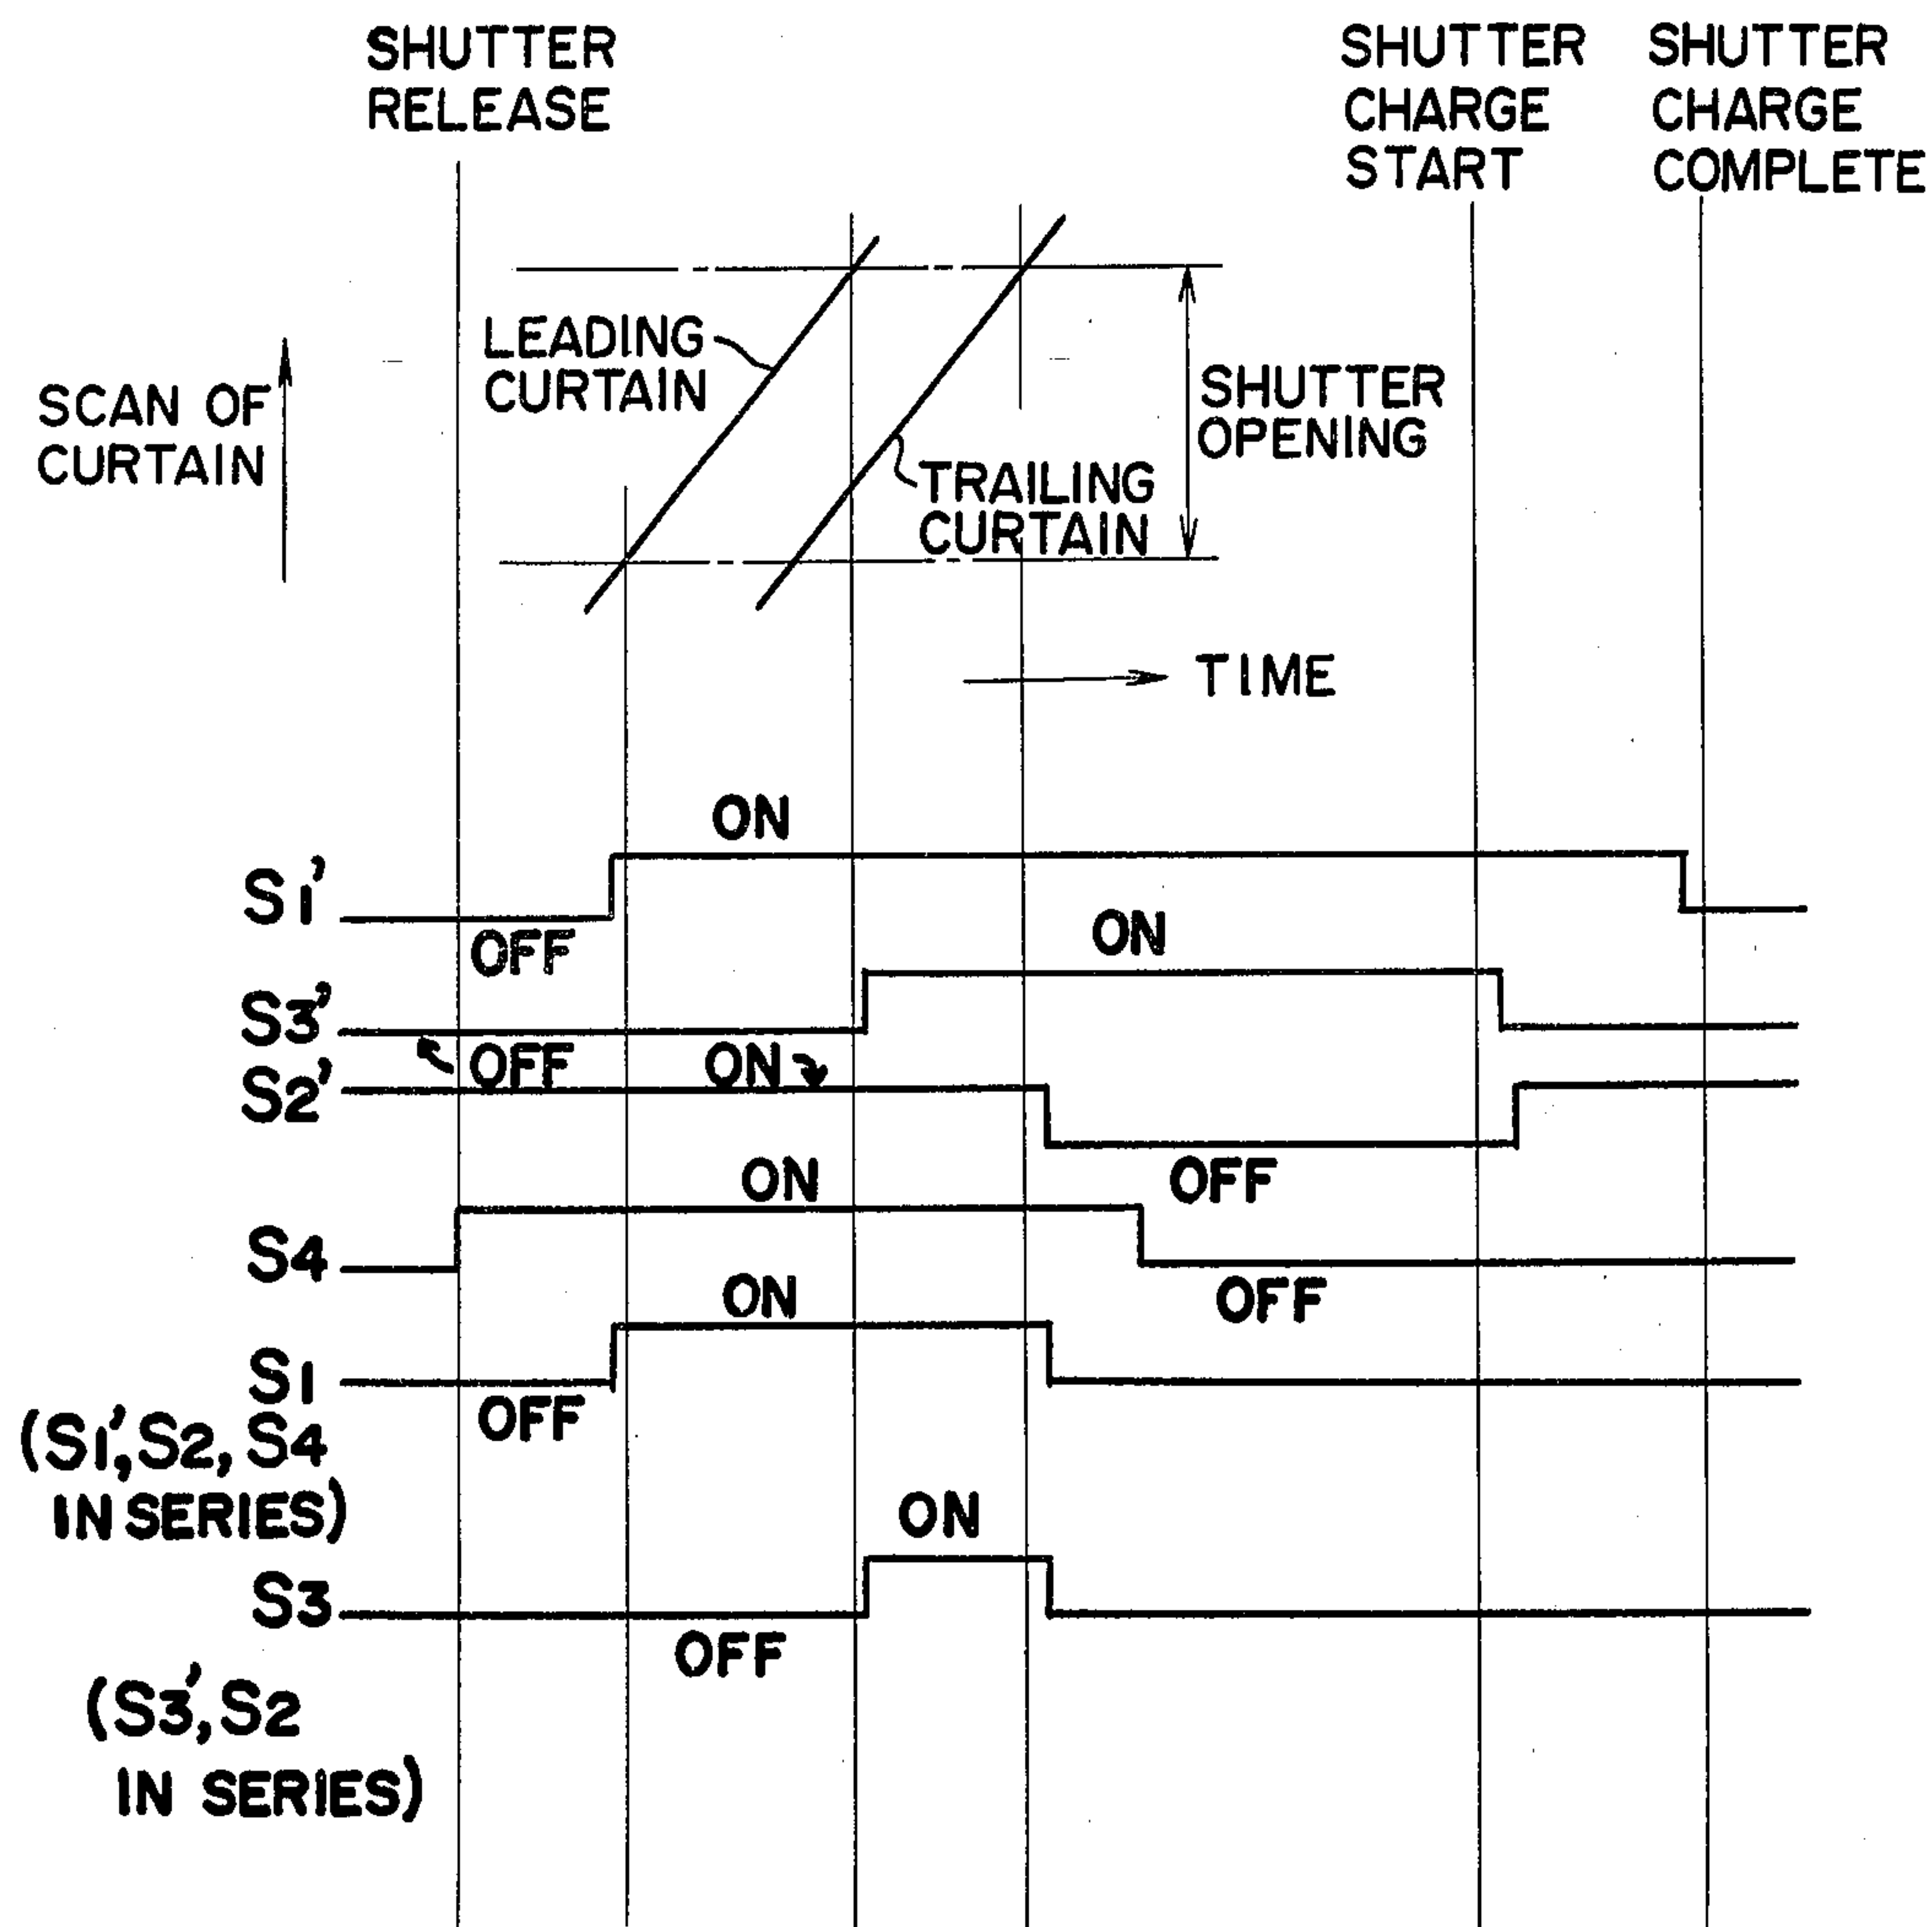 SHUTTER
RELEASE
SHUTTER
CHARGE
START
SHUTTER
CHARGE
COMPLETE
LEADING
CURTAIN
SCAN OF
CURTAIN
SHUTTER
OPENING
TRAILING
CURTAIN
TIME
ON
S1'
OFF
ON
S3'
OFF
ON
S2'
OFF
ON
S4
OFF
ON
S1
OFF
(S1', S2, S4
IN SERIES)
ON
S3
OFF
(S3', S2
IN SERIES)